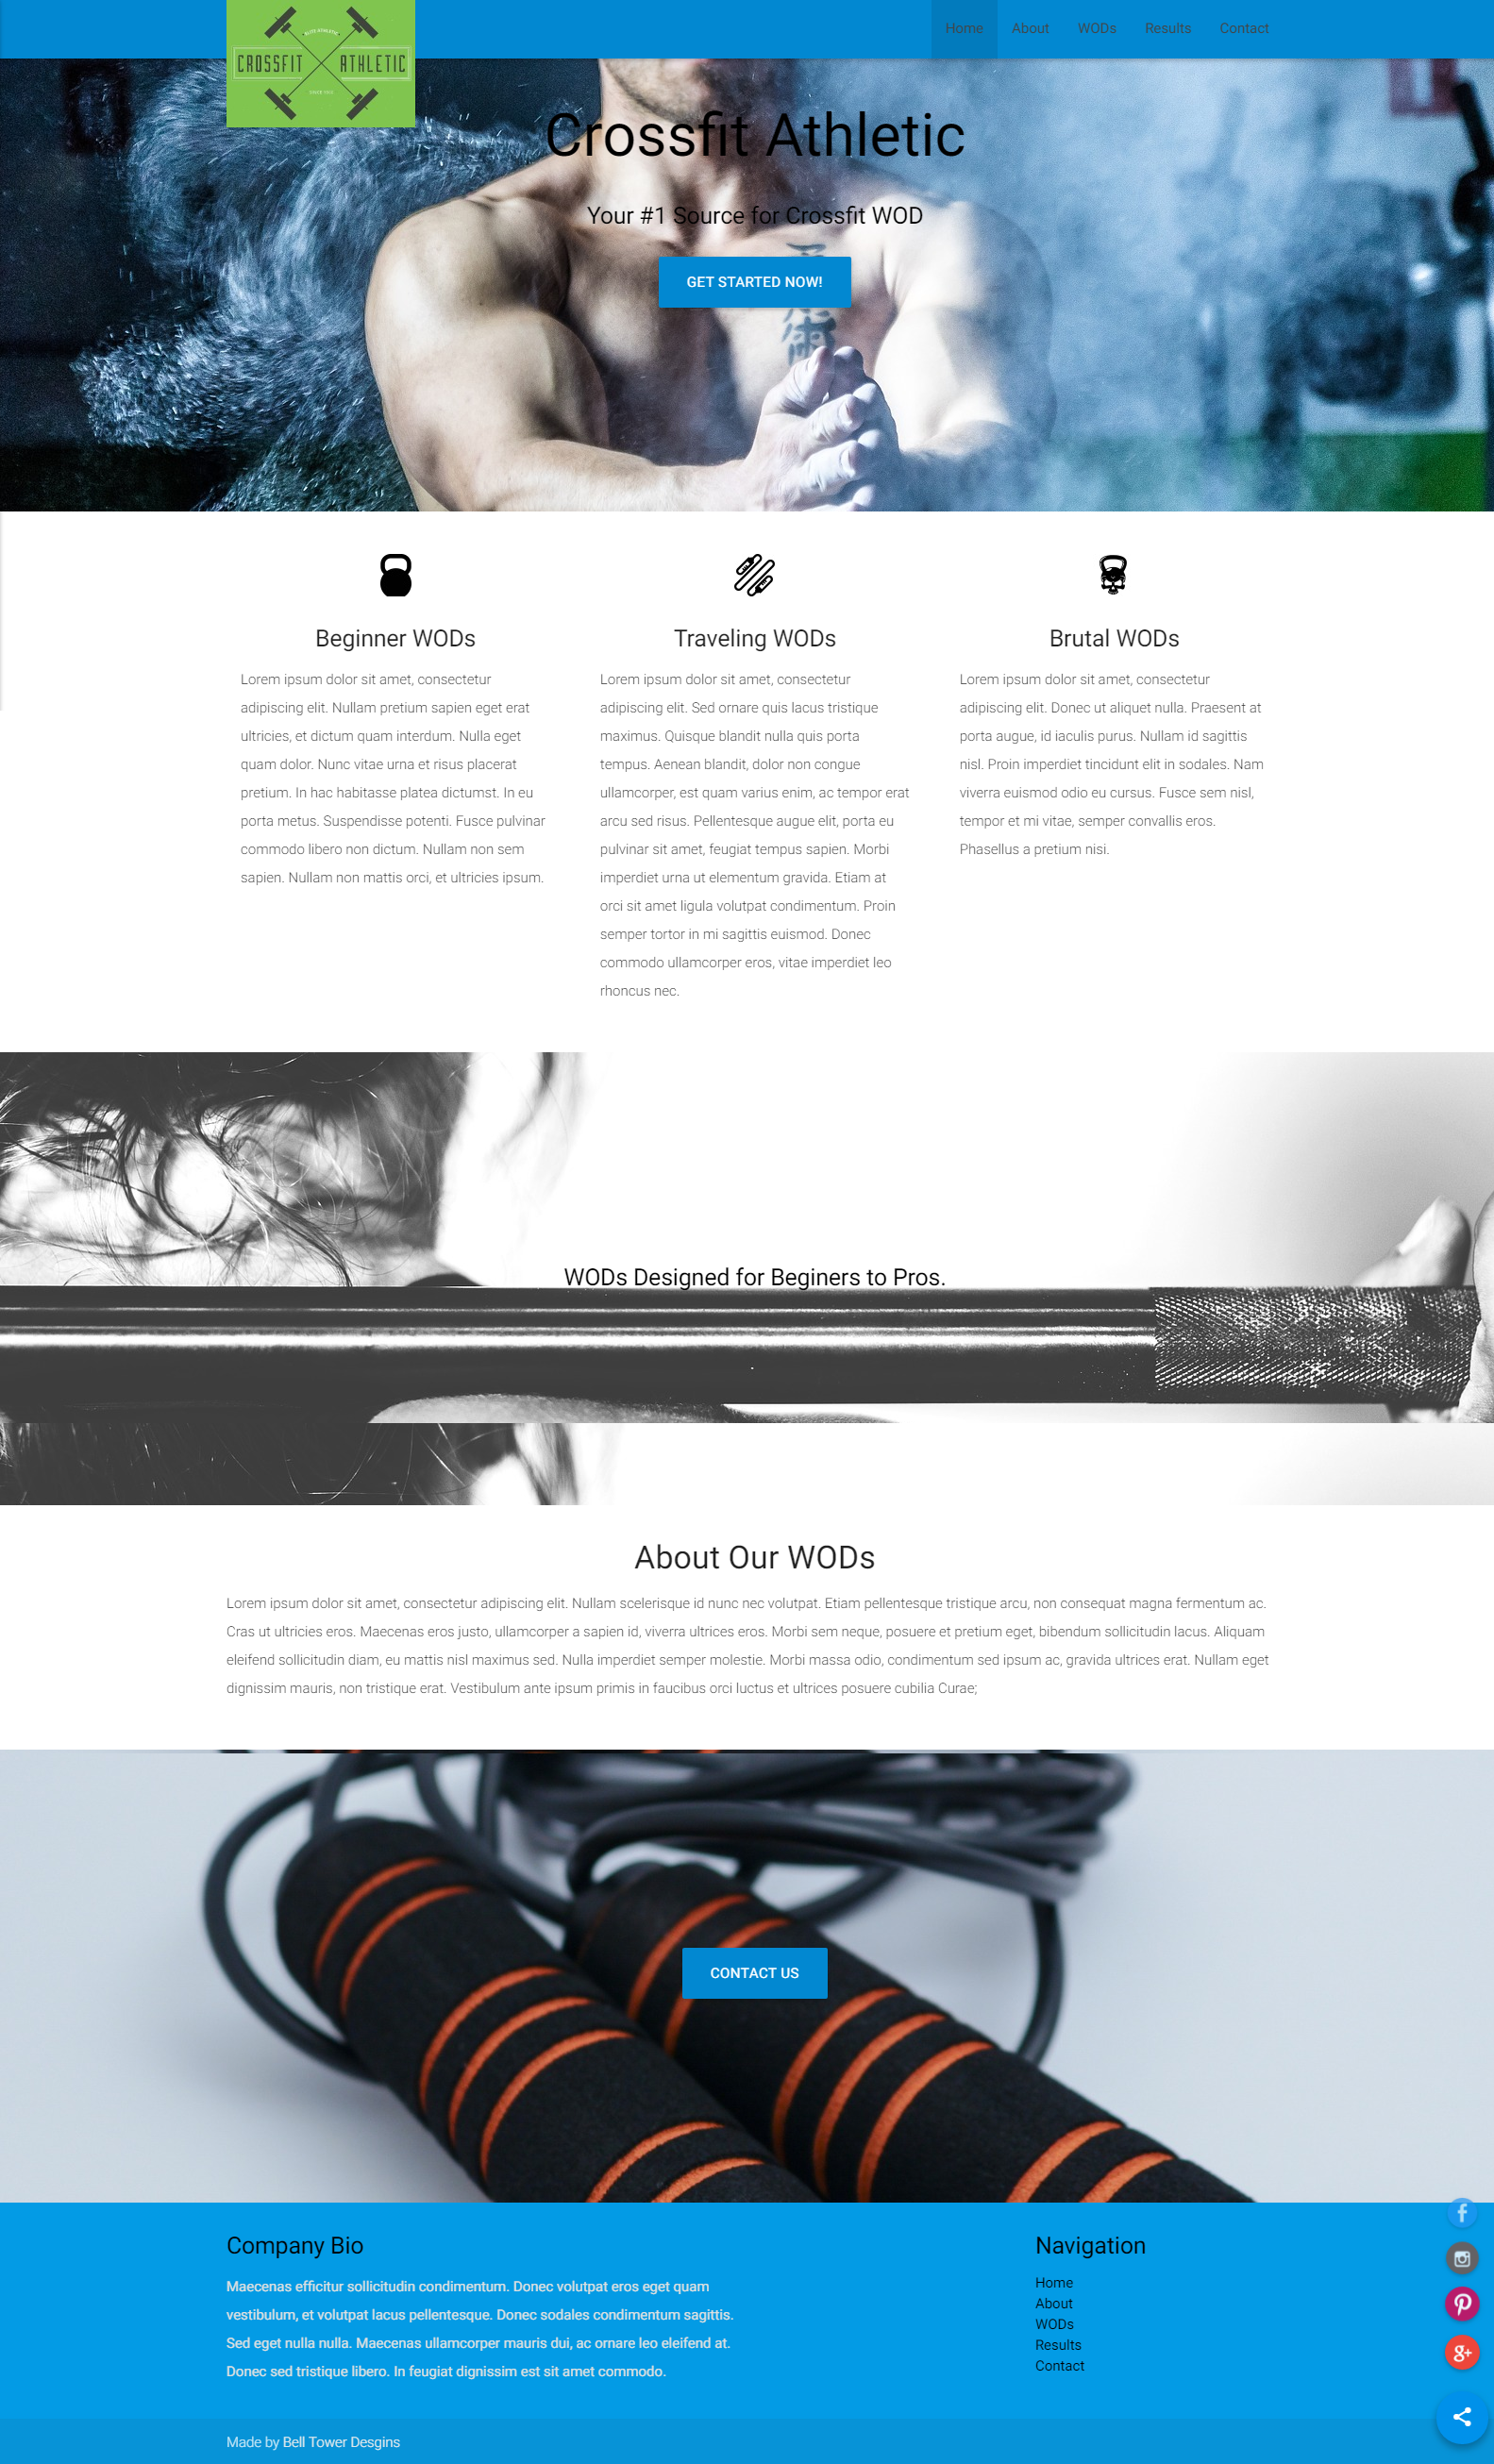 CROSSFIT ATHLETIC
Home About WODs Results Contact
Crossfit Athletic
Your #1 Source for Crossfit WOD
GET STARTED NOW!
Beginner WODs
Lorem ipsum dolor sit amet, consectetur
adipiscing elit. Nullam pretium sapien eget erat
ultricies, et dictum quam interdum. Nulla eget
quam dolor. Nunc vitae urna et risus placerat
pretium. In hac habitasse platea dictumst. In eu
porta metus. Suspendisse potenti. Fusce pulvinar
commodo libero non dictum. Nullam non sem
sapien. Nullam non mattis orci, et ultricies ipsum.
Traveling WODs
Lorem ipsum dolor sit amet, consectetur
adipiscing elit. Sed ornare quis lacus tristique
maximus. Quisque blandit nulla quis porta
tempus. Aenean blandit, dolor non congue
ullamcorper, est quam varius enim, ac tempor erat
arcu sed risus. Pellentesque augue elit, porta eu
pulvinar sit amet, feugiat tempus sapien. Morbi
imperdiet urna ut elementum gravida. Etiam at
orci sit amet ligula volutpat condimentum. Proin
semper tortor in mi sagittis euismod. Donec
commodo ullamcorper eros, vitae imperdiet leo
rhoncus nec.
Brutal WODs
Lorem ipsum dolor sit amet, consectetur
adipiscing elit. Donec ut aliquet nulla. Praesent at
porta augue, id iaculis purus. Nullam id sagittis
nisl. Proin imperdiet tincidunt elit in sodales. Nam
viverra euismod odio eu cursus. Fusce sem nisl,
tempor et mi vitae, semper convallis eros.
Phasellus a pretium nisi.
WODs Designed for Beginers to Pros.
About Our WODs
Lorem ipsum dolor sit amet, consectetur adipiscing elit. Nullam scelerisque id nunc nec volutpat. Etiam pellentesque tristique arcu, non consequat magna fermentum ac.
Cras ut ultricies eros. Maecenas eros justo, ullamcorper a sapien id, viverra ultrices eros. Morbi sem neque, posuere et pretium eget, bibendum sollicitudin lacus. Aliquam
eleifend sollicitudin diam, eu mattis nisl maximus sed. Nulla imperdiet semper molestie. Morbi massa odio, condimentum sed ipsum ac, gravida ultrices erat. Nullam eget
dignissim mauris, non tristique erat. Vestibulum ante ipsum primis in faucibus orci luctus et ultrices posuere cubilia Curae;
CONTACT US
Company Bio
Maecenas efficitur sollicitudin condimentum. Donec volutpat eros eget quam
vestibulum, et volutpat lacus pellentesque. Donec sodales condimentum sagittis.
Sed eget nulla nulla. Maecenas ullamcorper mauris dui, ac ornare leo eleifend at.
Donec sed tristique libero. In feugiat dignissim est sit amet commodo.
Navigation
Home
About
WODs
Results
Contact
Made by Bell Tower Desgins